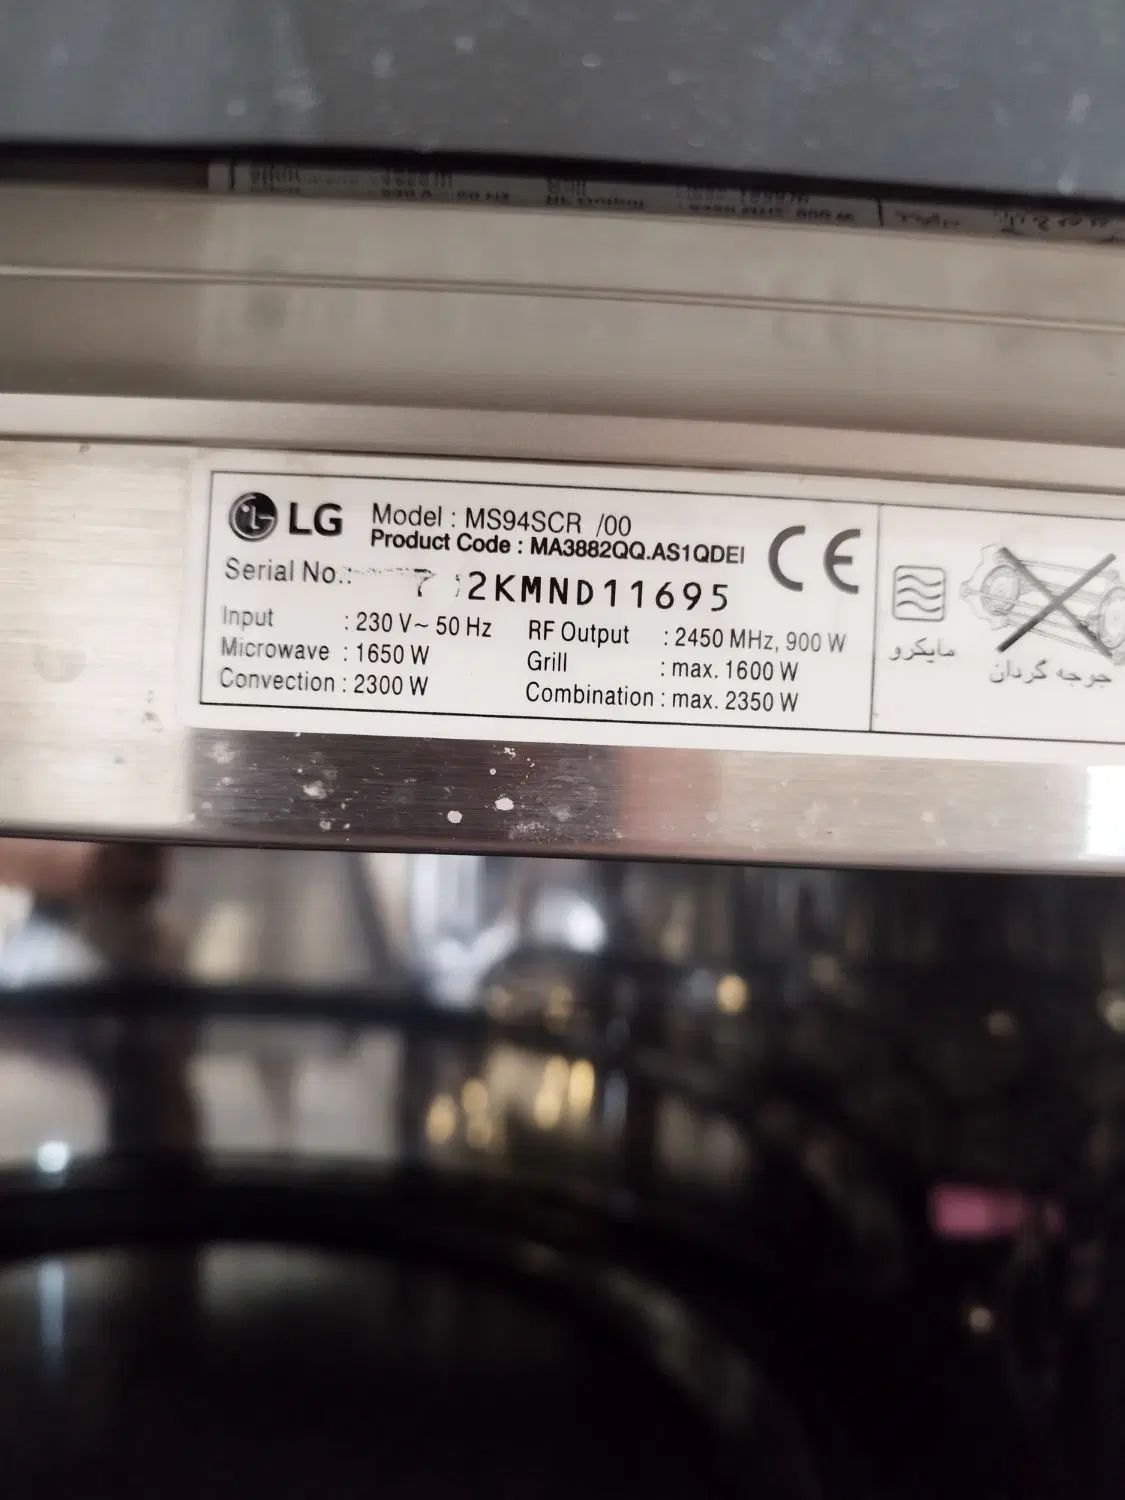 LG
Model : MS94SCR /00
Product Code : MA3882QQ.AS1QDEI
Serial No.: 2KMND11695
Input : 230 V~ 50 Hz
Microwave : 1650 W
Convection : 2300 W
RF Output : 2450 MHz, 900 W
Grill : max. 1600 W
Combination : max. 2350 W
CE
مایکرو
جوجه گردان